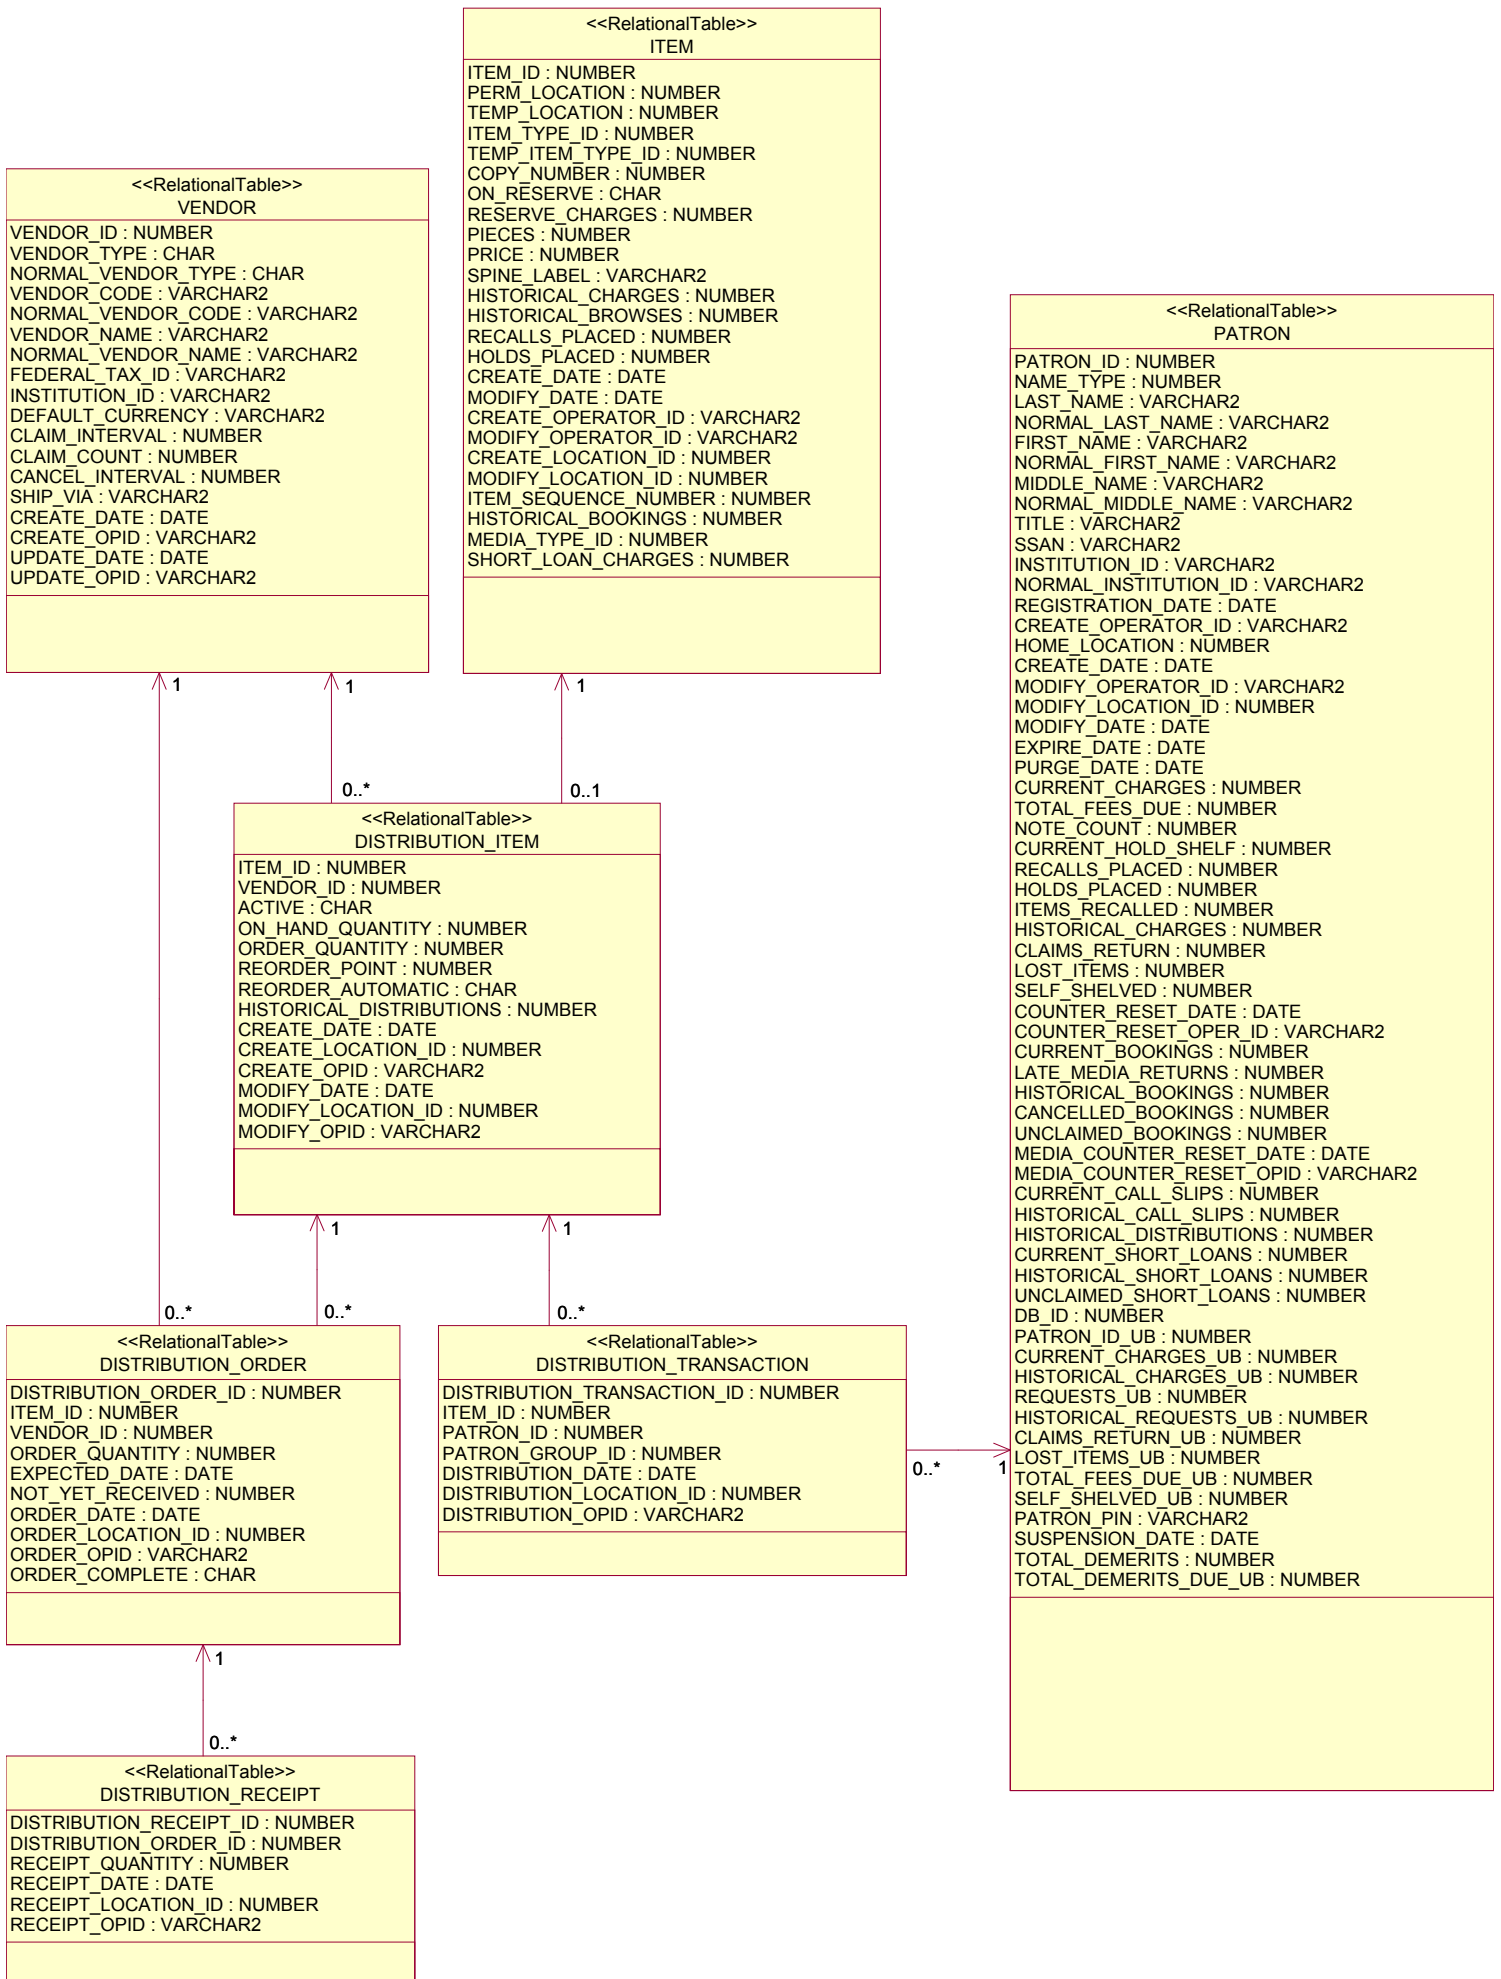 <<RelationalTable>>
ITEM
ITEM_ID : NUMBER
PERM_LOCATION : NUMBER
TEMP_LOCATION : NUMBER
ITEM_TYPE_ID : NUMBER
TEMP_ITEM_TYPE_ID : NUMBER
COPY_NUMBER : NUMBER
ON_RESERVE : CHAR
RESERVE_CHARGES : NUMBER
PIECES : NUMBER
PRICE : NUMBER
SPINE_LABEL : VARCHAR2
HISTORICAL_CHARGES : NUMBER
HISTORICAL_BROWSES : NUMBER
RECALLS_PLACED : NUMBER
HOLDS_PLACED : NUMBER
CREATE_DATE : DATE
MODIFY_DATE : DATE
CREATE_OPERATOR_ID : VARCHAR2
MODIFY_OPERATOR_ID : VARCHAR2
CREATE_LOCATION_ID : NUMBER
MODIFY_LOCATION_ID : NUMBER
ITEM_SEQUENCE_NUMBER : NUMBER
HISTORICAL_BOOKINGS : NUMBER
MEDIA_TYPE_ID : NUMBER
SHORT_LOAN_CHARGES : NUMBER
<<RelationalTable>>
VENDOR
VENDOR_ID : NUMBER
VENDOR_TYPE : CHAR
NORMAL_VENDOR_TYPE : CHAR
VENDOR_CODE : VARCHAR2
NORMAL_VENDOR_CODE : VARCHAR2
VENDOR_NAME : VARCHAR2
NORMAL_VENDOR_NAME : VARCHAR2
FEDERAL_TAX_ID : VARCHAR2
INSTITUTION_ID : VARCHAR2
DEFAULT_CURRENCY : VARCHAR2
CLAIM_INTERVAL : NUMBER
CLAIM_COUNT : NUMBER
CANCEL_INTERVAL : NUMBER
SHIP_VIA : VARCHAR2
CREATE_DATE : DATE
CREATE_OPID : VARCHAR2
UPDATE_DATE : DATE
UPDATE_OPID : VARCHAR2
<<RelationalTable>>
PATRON
PATRON_ID : NUMBER
NAME_TYPE : NUMBER
LAST_NAME : VARCHAR2
NORMAL_LAST_NAME : VARCHAR2
FIRST_NAME : VARCHAR2
NORMAL_FIRST_NAME : VARCHAR2
MIDDLE_NAME : VARCHAR2
NORMAL_MIDDLE_NAME : VARCHAR2
TITLE : VARCHAR2
SSAN : VARCHAR2
INSTITUTION_ID : VARCHAR2
NORMAL_INSTITUTION_ID : VARCHAR2
REGISTRATION_DATE : DATE
CREATE_OPERATOR_ID : VARCHAR2
HOME_LOCATION : NUMBER
CREATE_DATE : DATE
MODIFY_OPERATOR_ID : VARCHAR2
MODIFY_LOCATION_ID : NUMBER
MODIFY_DATE : DATE
EXPIRE_DATE : DATE
PURGE_DATE : DATE
CURRENT_CHARGES : NUMBER
TOTAL_FEES_DUE : NUMBER
NOTE_COUNT : NUMBER
CURRENT_HOLD_SHELF : NUMBER
RECALLS_PLACED : NUMBER
HOLDS_PLACED : NUMBER
ITEMS_RECALLED : NUMBER
HISTORICAL_CHARGES : NUMBER
CLAIMS_RETURN : NUMBER
LOST_ITEMS : NUMBER
SELF_SHELVED : NUMBER
COUNTER_RESET_DATE : DATE
COUNTER_RESET_OPER_ID : VARCHAR2
CURRENT_BOOKINGS : NUMBER
LATE_MEDIA_RETURNS : NUMBER
HISTORICAL_BOOKINGS : NUMBER
CANCELLED_BOOKINGS : NUMBER
UNCLAIMED_BOOKINGS : NUMBER
MEDIA_COUNTER_RESET_DATE : DATE
MEDIA_COUNTER_RESET_OPID : VARCHAR2
CURRENT_CALL_SLIPS : NUMBER
HISTORICAL_CALL_SLIPS : NUMBER
HISTORICAL_DISTRIBUTIONS : NUMBER
CURRENT_SHORT_LOANS : NUMBER
HISTORICAL_SHORT_LOANS : NUMBER
UNCLAIMED_SHORT_LOANS : NUMBER
DB_ID : NUMBER
PATRON_ID_UB : NUMBER
CURRENT_CHARGES_UB : NUMBER
HISTORICAL_CHARGES_UB : NUMBER
REQUESTS_UB : NUMBER
HISTORICAL_REQUESTS_UB : NUMBER
CLAIMS_RETURN_UB : NUMBER
LOST_ITEMS_UB : NUMBER
TOTAL_FEES_DUE_UB : NUMBER
SELF_SHELVED_UB : NUMBER
PATRON_PIN : VARCHAR2
SUSPENSION_DATE : DATE
TOTAL_DEMERITS : NUMBER
TOTAL_DEMERITS_DUE_UB : NUMBER
1
1
1
0..*
0..1
<<RelationalTable>>
DISTRIBUTION_ITEM
ITEM_ID : NUMBER
VENDOR_ID : NUMBER
ACTIVE : CHAR
ON_HAND_QUANTITY : NUMBER
ORDER_QUANTITY : NUMBER
REORDER_POINT : NUMBER
REORDER_AUTOMATIC : CHAR
HISTORICAL_DISTRIBUTIONS : NUMBER
CREATE_DATE : DATE
CREATE_LOCATION_ID : NUMBER
CREATE_OPID : VARCHAR2
MODIFY_DATE : DATE
MODIFY_LOCATION_ID : NUMBER
MODIFY_OPID : VARCHAR2
1
1
0..*
0..*
0..*
<<RelationalTable>>
DISTRIBUTION_ORDER
DISTRIBUTION_ORDER_ID : NUMBER
ITEM_ID : NUMBER
VENDOR_ID : NUMBER
ORDER_QUANTITY : NUMBER
EXPECTED_DATE : DATE
NOT_YET_RECEIVED : NUMBER
ORDER_DATE : DATE
ORDER_LOCATION_ID : NUMBER
ORDER_OPID : VARCHAR2
ORDER_COMPLETE : CHAR
<<RelationalTable>>
DISTRIBUTION_TRANSACTION
DISTRIBUTION_TRANSACTION_ID : NUMBER
ITEM_ID : NUMBER
PATRON_ID : NUMBER
PATRON_GROUP_ID : NUMBER
DISTRIBUTION_DATE : DATE
DISTRIBUTION_LOCATION_ID : NUMBER
DISTRIBUTION_OPID : VARCHAR2
0..*
1
1
0..*
<<RelationalTable>>
DISTRIBUTION_RECEIPT
DISTRIBUTION_RECEIPT_ID : NUMBER
DISTRIBUTION_ORDER_ID : NUMBER
RECEIPT_QUANTITY : NUMBER
RECEIPT_DATE : DATE
RECEIPT_LOCATION_ID : NUMBER
RECEIPT_OPID : VARCHAR2